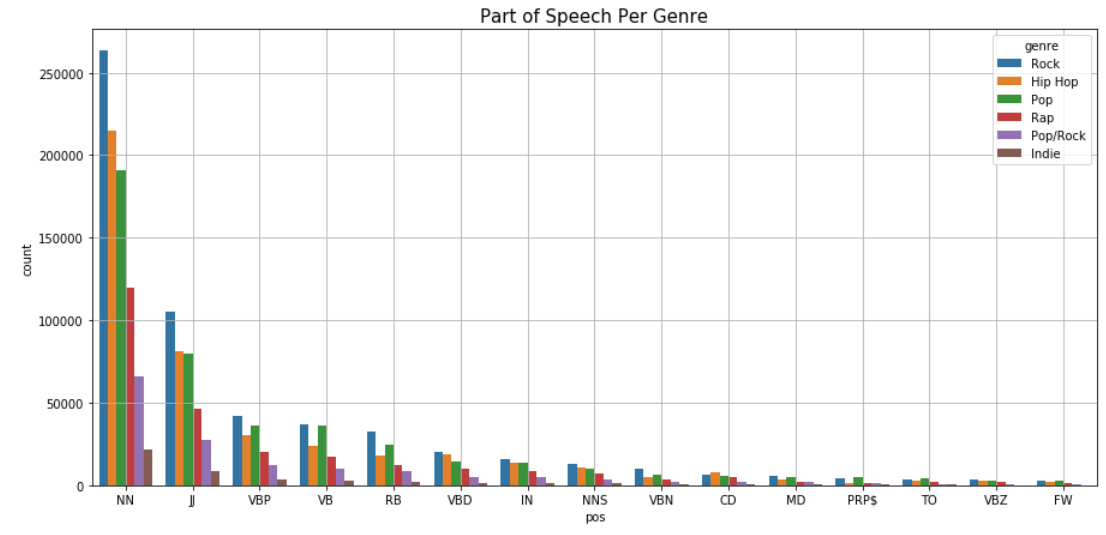 Part of Speech Per Genre
genre
Rock
Hip Hop
Pop
Rap
Pop/Rock
Indie
250000
200000
150000
100000
50000
0
count
NN JJ VBP VB RB VBD IN NNS VBN CD MD PRP$ TO VBZ FW
pos